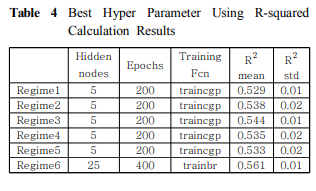 Table 4 Best Hyper Parameter Using R-squared
Calculation Results
Hidden nodes Epochs Training Fcn R² mean R² std
Regime1 5 200 traincgp 0.529 0.01
Regime2 5 200 traincgp 0.538 0.02
Regime3 5 200 traincgp 0.544 0.01
Regime4 5 200 traincgp 0.535 0.02
Regime5 5 200 traincgp 0.533 0.02
Regime6 25 400 trainbr 0.561 0.01